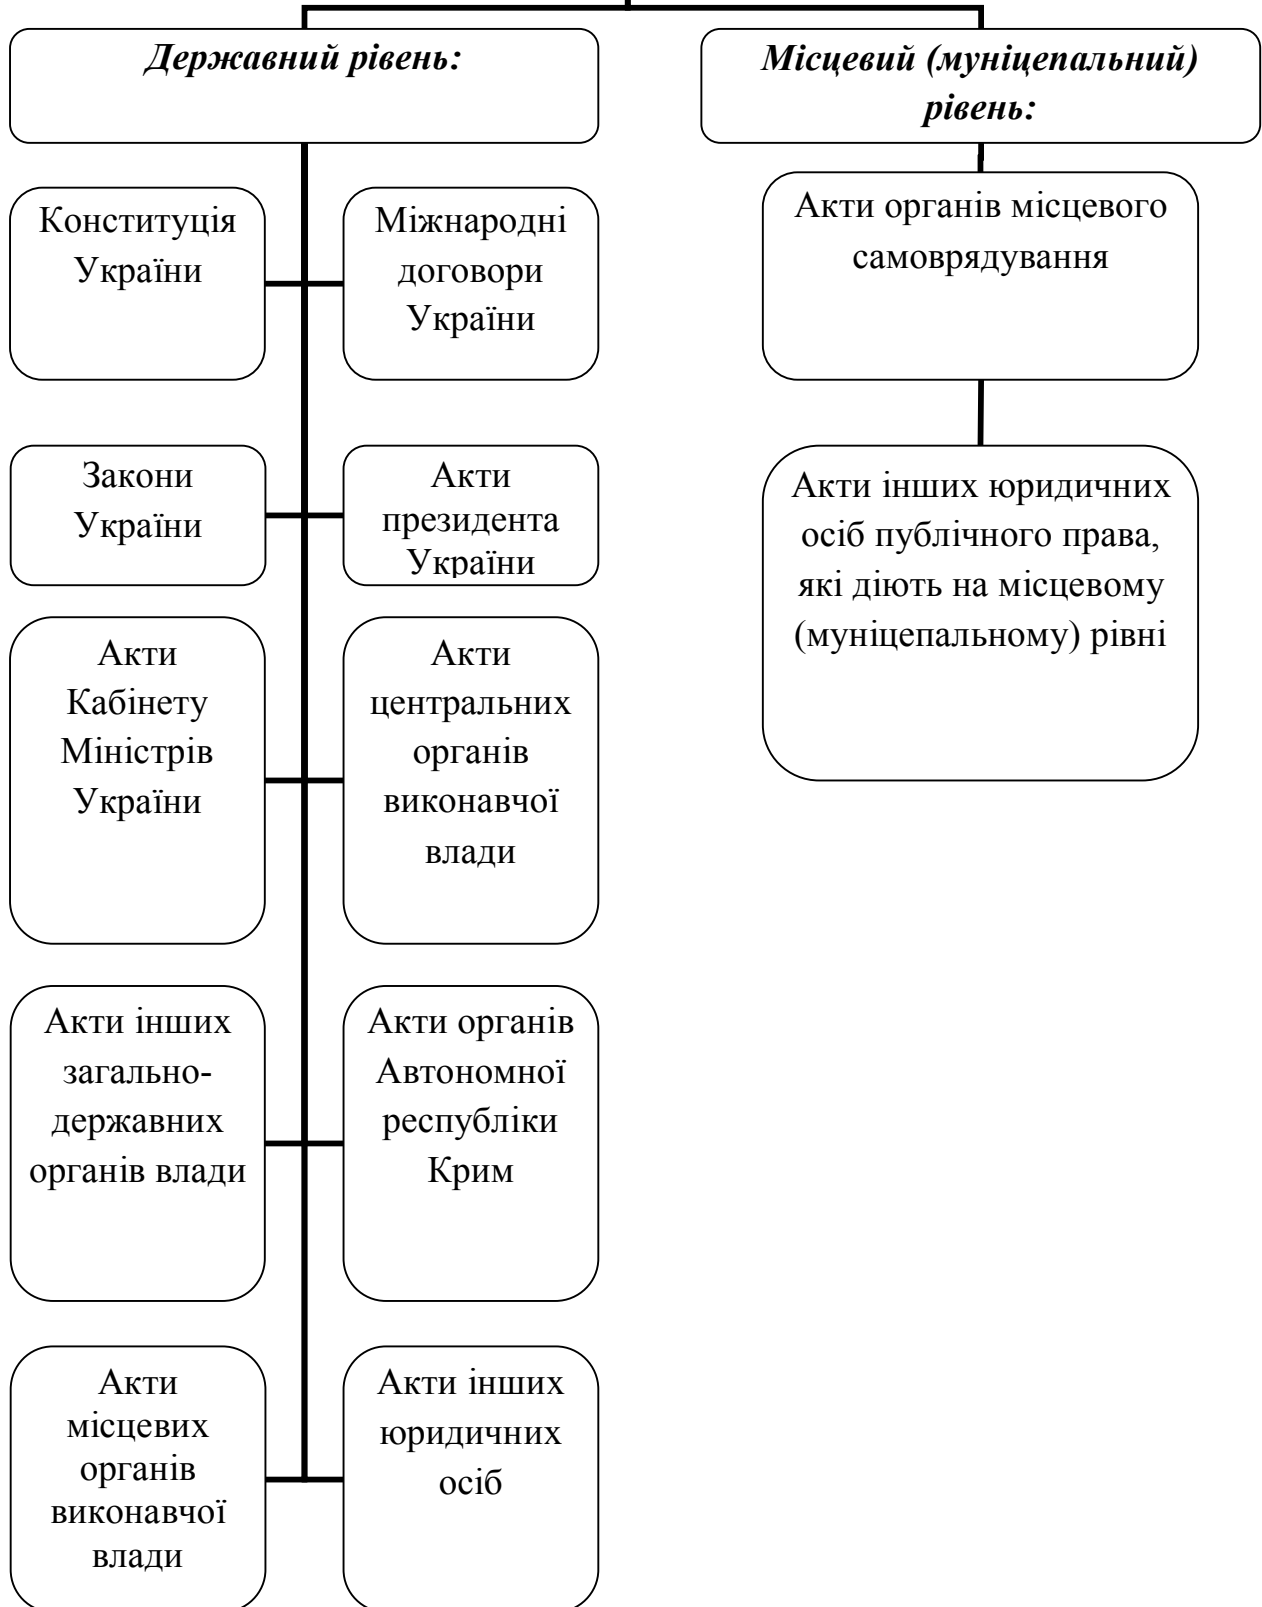 Державний рівень:
Місцевий (муніцепальний)
рівень:
Конституція
України
Міжнародні
договори
України
Акти органів місцевого
самоврядування
Закони
України
Акти
президента
України
Акти інших юридичних
осіб публічного права,
які діють на місцевому
(муніцепальному) рівні
Акти
Кабінету
Міністрів
України
Акти
центральних
органів
виконавчої
влади
Акти інших
загально-
державних
органів влади
Акти органів
Автономної
республіки
Крим
Акти
місцевих
органів
виконавчої
влади
Акти інших
юридичних
осіб